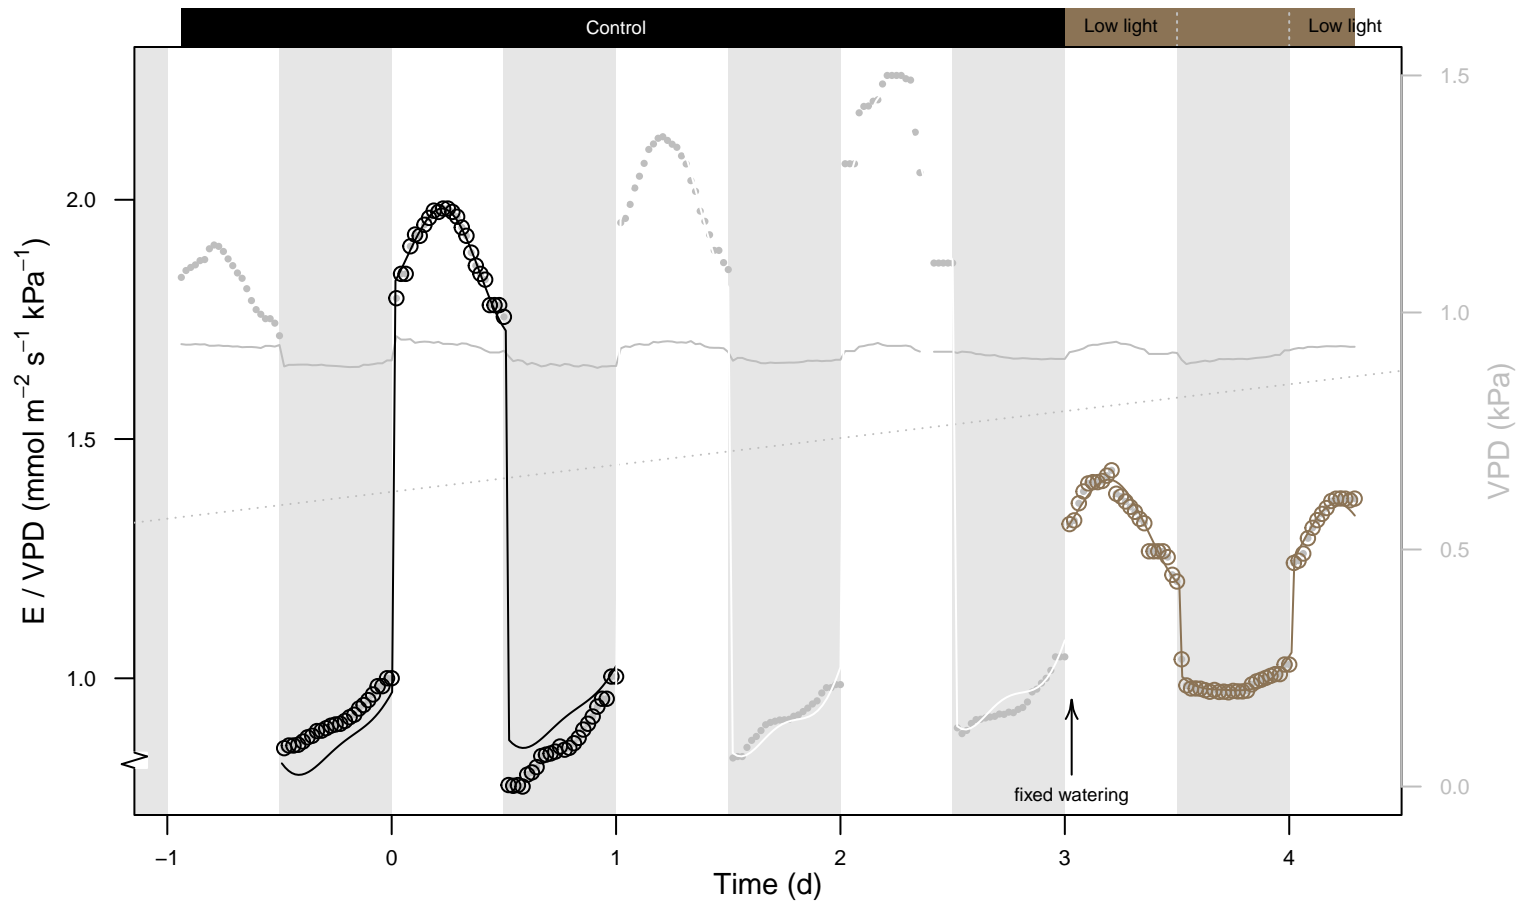 Control
Low light
Low light
E / VPD (mmol m⁻² s⁻¹ kPa⁻¹)
2.0
1.5
1.0
1.5
1.0
0.5
0.0
VPD (kPa)
fixed watering
−1
0
1
2
3
4
Time (d)